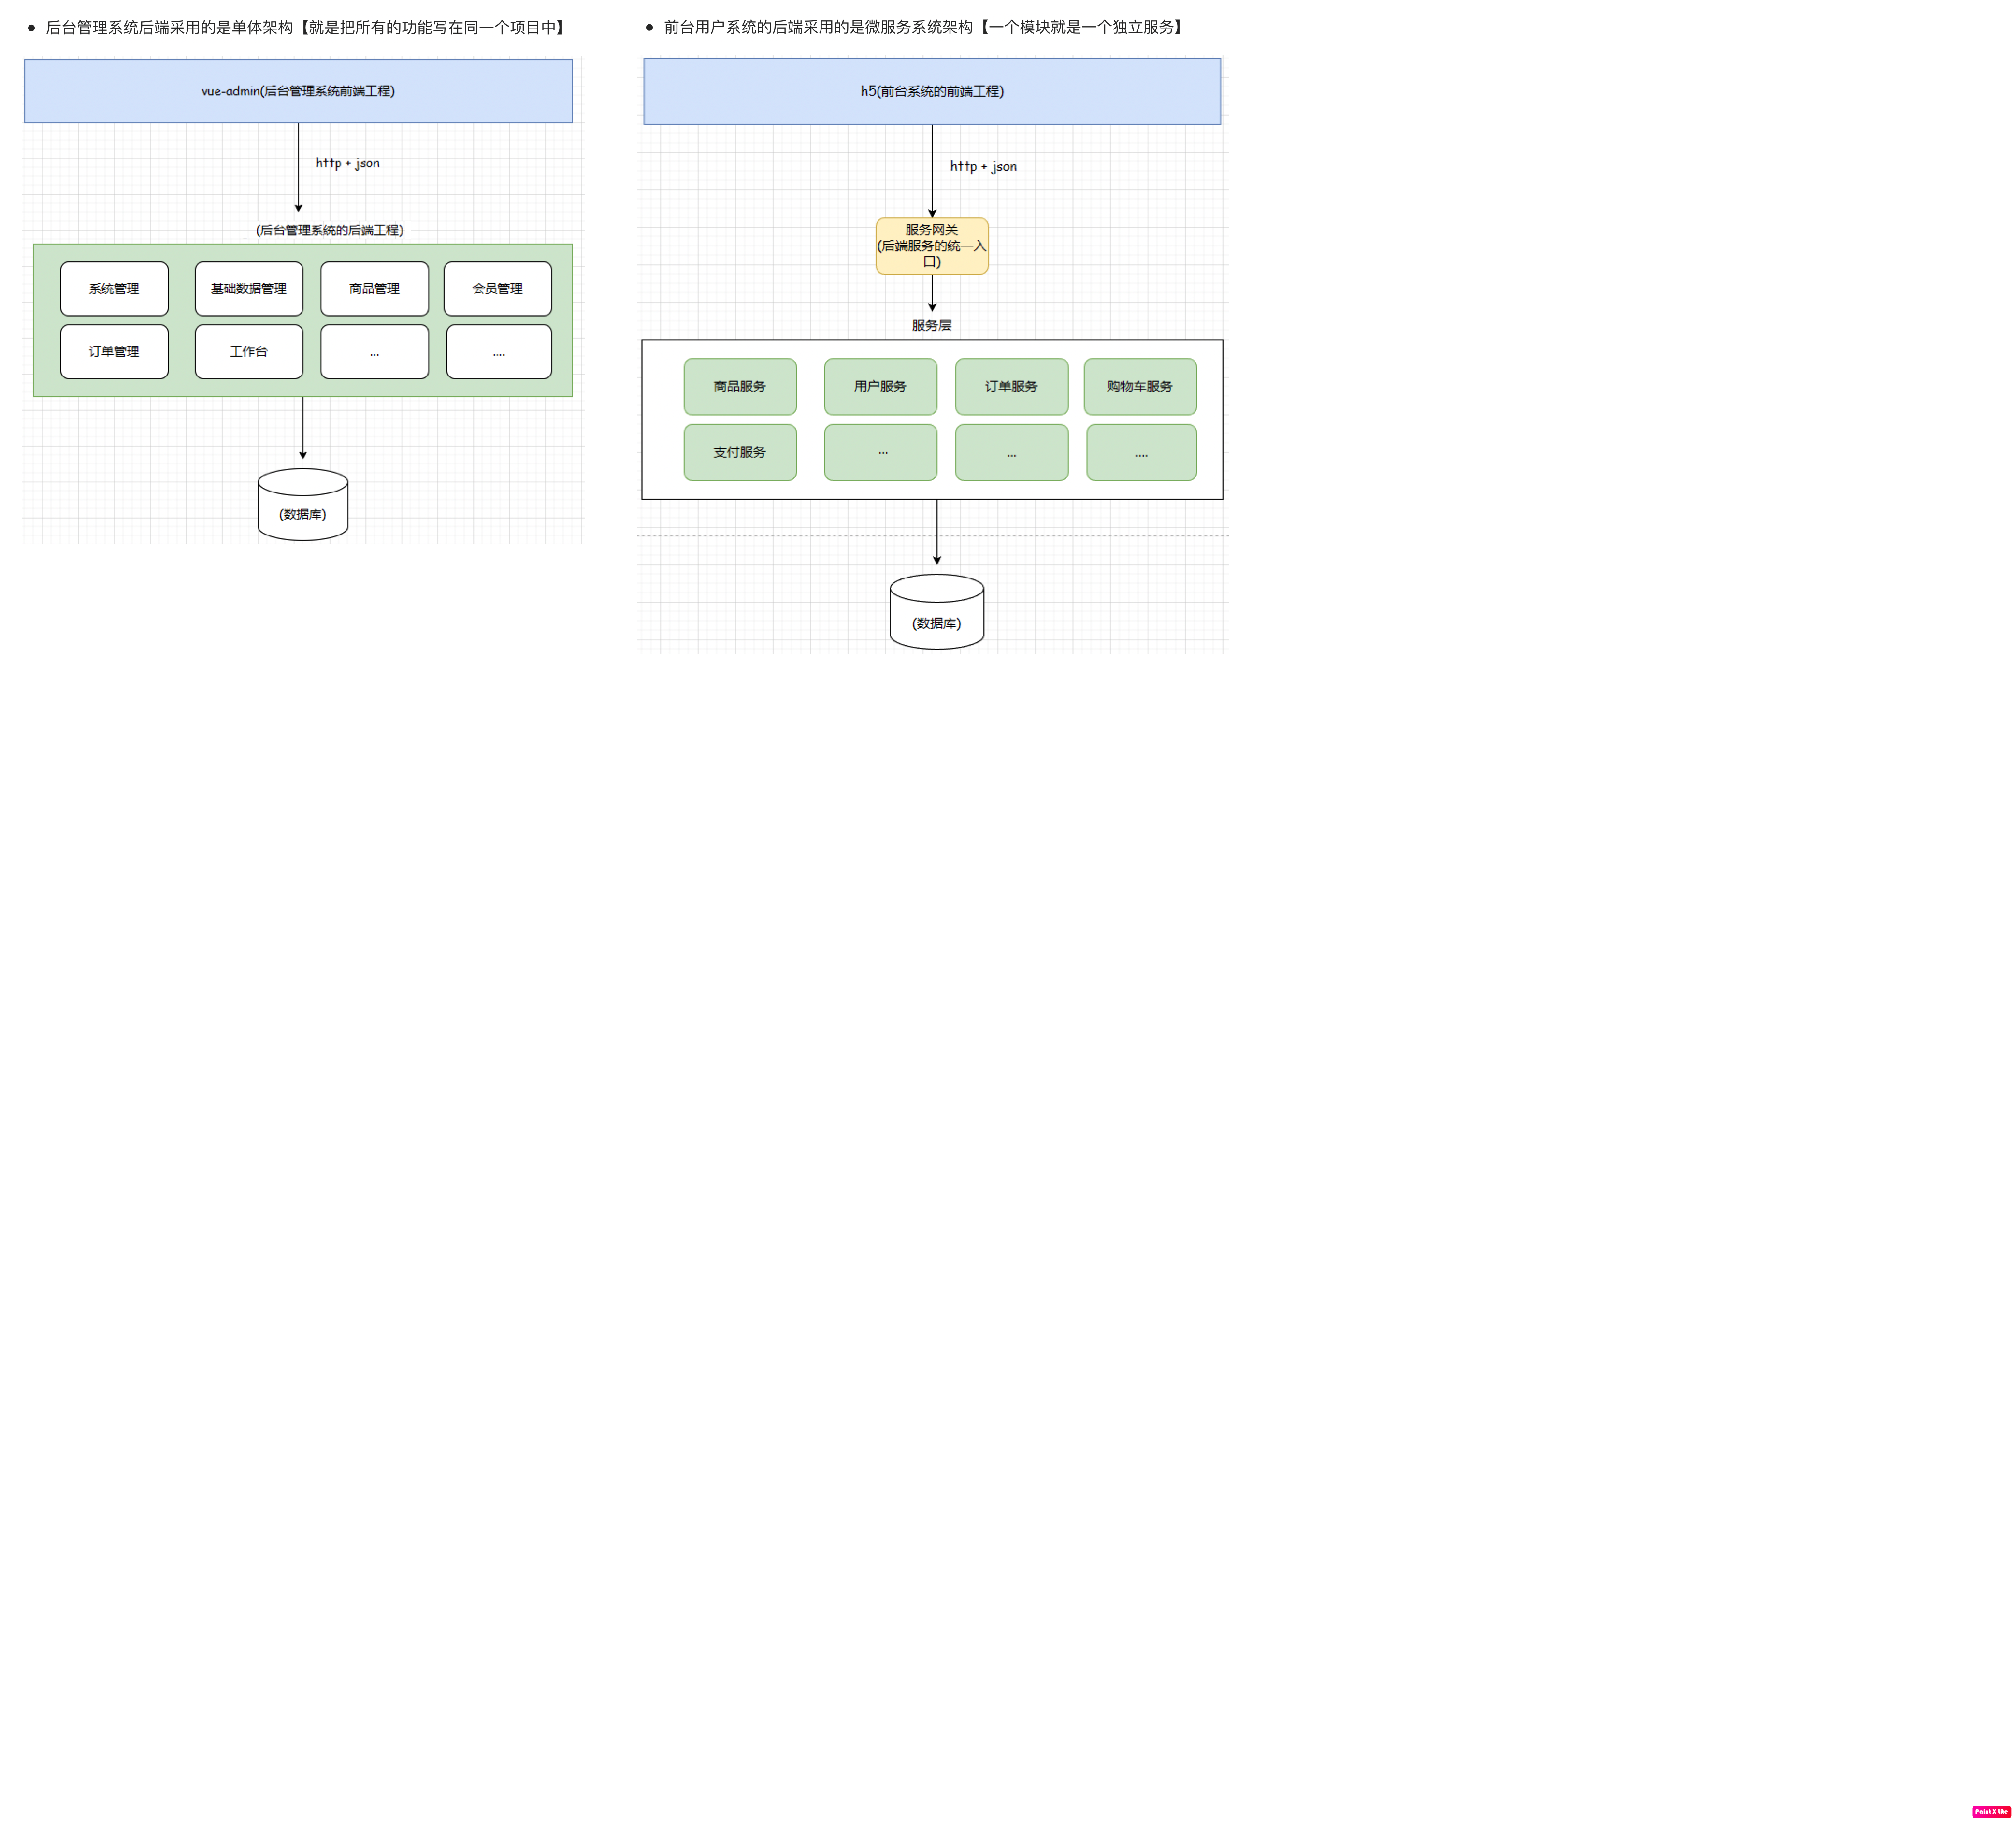 后台管理系统后端采用的是单体架构【就是把所有的功能写在同一个项目中】
vue-admin(后台管理系统前端工程)
http + json
(后台管理系统的后端工程)
系统管理
基础数据管理
商品管理
会员管理
订单管理
工作台
...
....
(数据库)
前台用户系统的后端采用的是微服务系统架构【一个模块就是一个独立服务】
h5(前台系统的前端工程)
http + json
服务网关
(后端服务的统一入
口)
服务层
商品服务
用户服务
订单服务
购物车服务
支付服务
...
...
....
(数据库)
Paint X Lite